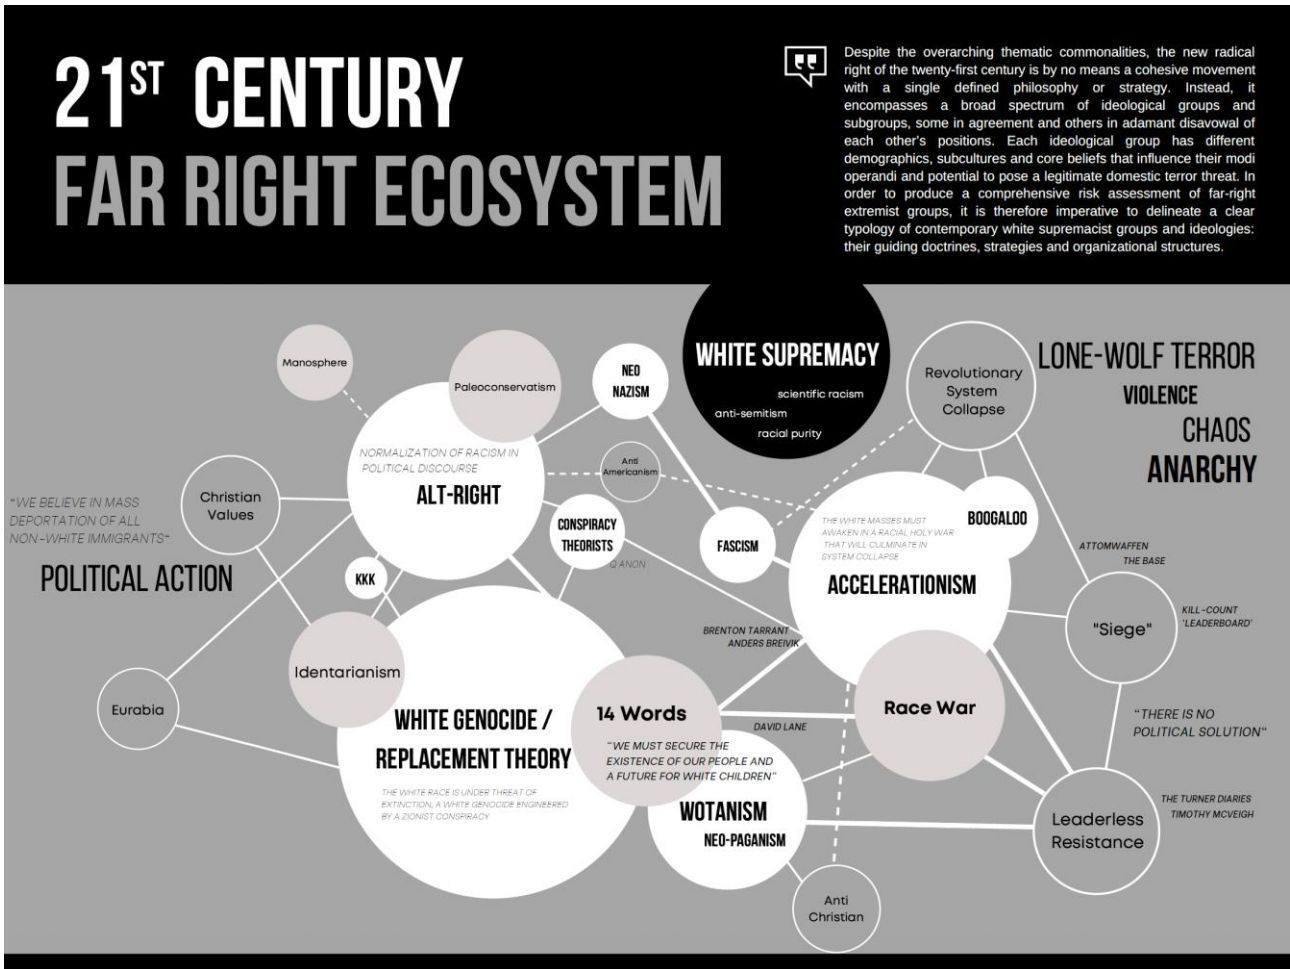 21ST CENTURY
FAR RIGHT ECOSYSTEM
Despite the overarching thematic commonalities, the new radical
right of the twenty-first century is by no means a cohesive movement
with a single defined philosophy or strategy. Instead, it
encompasses a broad spectrum of ideological groups and
subgroups, some in agreement and others in adamant disavowal of
each other's positions. Each ideological group has different
demographics, subcultures and core beliefs that influence their modi
operandi and potential to pose a legitimate domestic terror threat. In
order to produce a comprehensive risk assessment of far-right
extremist groups, it is therefore imperative to delineate a clear
typology of contemporary white supremacist groups and ideologies:
their guiding doctrines, strategies and organizational structures.
Manosphere
Paleoconservatism
NEO
NAZISM
WHITE SUPREMACY
scientific racism
anti-semitism
racial purity
Revolutionary
System
Collapse
LONE-WOLF TERROR
VIOLENCE
CHAOS
ANARCHY
NORMALIZATION OF RACISM IN
POLITICAL DISCOURSE
ALT-RIGHT
Anti
Americanism
Christian
Values
"WE BELIEVE IN MASS
DEPORTATION OF ALL
NON-WHITE IMMIGRANTS"
POLITICAL ACTION
CONSPIRACY
THEORISTS
Q ANON
FASCISM
THE WHITE MASSES MUST
AWAKEN IN A RACIAL HOLY WAR
THAT WILL CULMINATE IN
SYSTEM COLLAPSE
ACCELERATIONISM
BOOGALOO
ATTOMWAFFEN
THE BASE
KKK
"Siege"
KILL-COUNT
'LEADERBOARD'
BRENTON TARRANT
ANDERS BREIVIK
Identarianism
Eurabia
WHITE GENOCIDE /
REPLACEMENT THEORY
THE WHITE RACE IS UNDER THREAT OF
EXTINCTION, A WHITE GENOCIDE ENGINEERED
BY A ZIONIST CONSPIRACY
14 Words
"WE MUST SECURE THE
EXISTENCE OF OUR PEOPLE AND
A FUTURE FOR WHITE CHILDREN"
DAVID LANE
Race War
"THERE IS NO
POLITICAL SOLUTION"
WOTANISM
NEO-PAGANISM
Leaderless
Resistance
THE TURNER DIARIES
TIMOTHY MCVEIGH
Anti
Christian